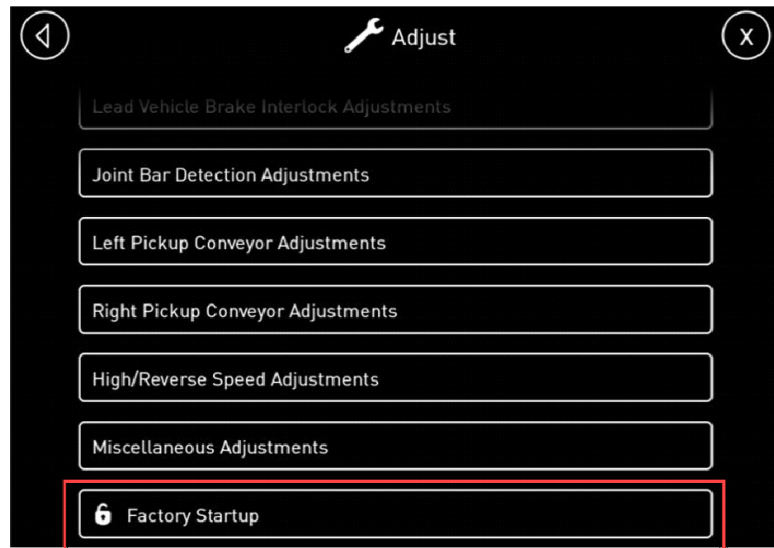 Adjust
X
Lead Vehicle Brake Interlock Adjustments
Joint Bar Detection Adjustments
Left Pickup Conveyor Adjustments
Right Pickup Conveyor Adjustments
High/Reverse Speed Adjustments
Miscellaneous Adjustments
Factory Startup